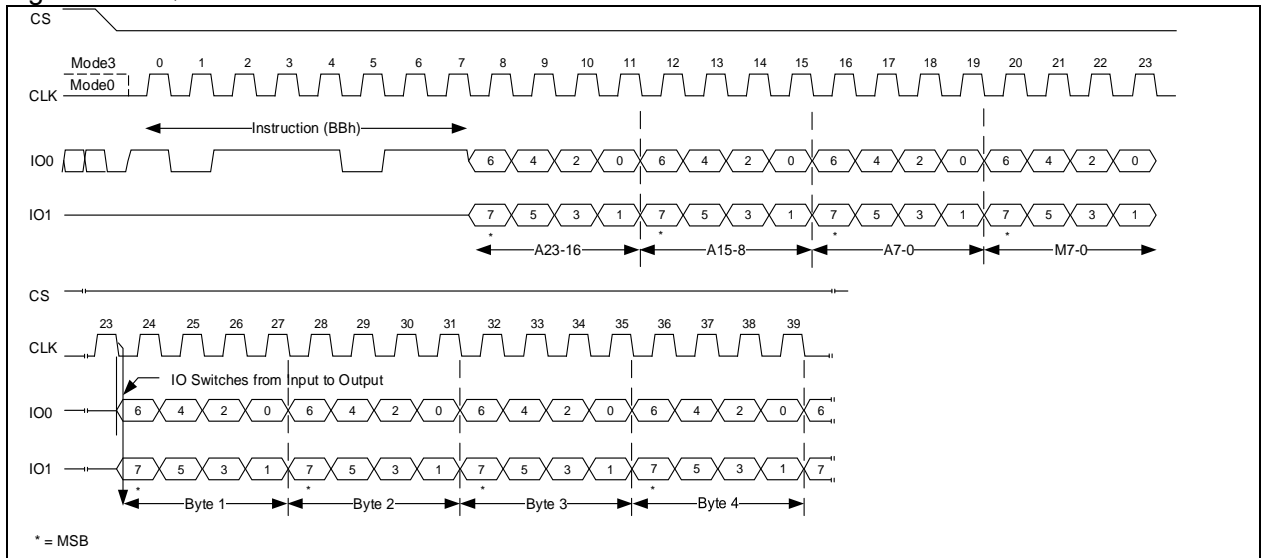 CS
Mode3 0 1 2 3 4 5 6 7 8 9 10 11 12 13 14 15 16 17 18 19 20 21 22 23
Mode0
CLK
Instruction (BBh)
IO0 6 4 2 0 6 4 2 0 6 4 2 0 6 4 2 0
IO1 7 5 3 1 7 5 3 1 7 5 3 1 7 5 3 1
* * * *
A23-16 A15-8 A7-0 M7-0
CS
23 24 25 26 27 28 29 30 31 32 33 34 35 36 37 38 39
CLK
IO Switches from Input to Output
IO0 6 4 2 0 6 4 2 0 6 4 2 0 6 4 2 0 6
IO1 7 5 3 1 7 5 3 1 7 5 3 1 7 5 3 1 7
* * * *
Byte 1 Byte 2 Byte 3 Byte 4
* = MSB